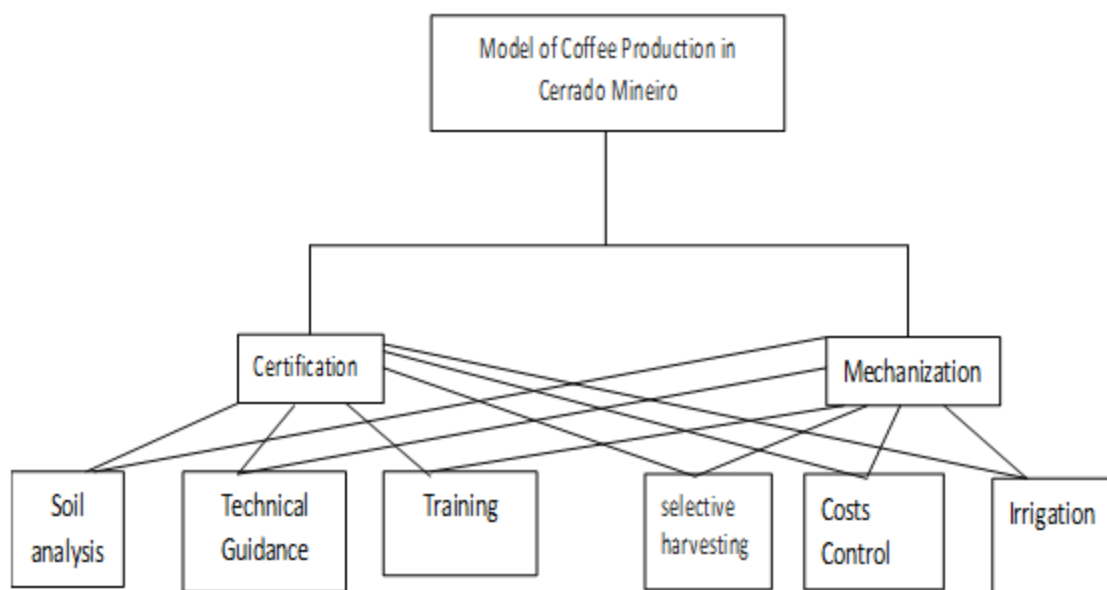 Model of Coffee Production in
Cerrado Mineiro
Certification
Mechanization
Soil
analysis
Technical
Guidance
Training
selective
harvesting
Costs
Control
Irrigation